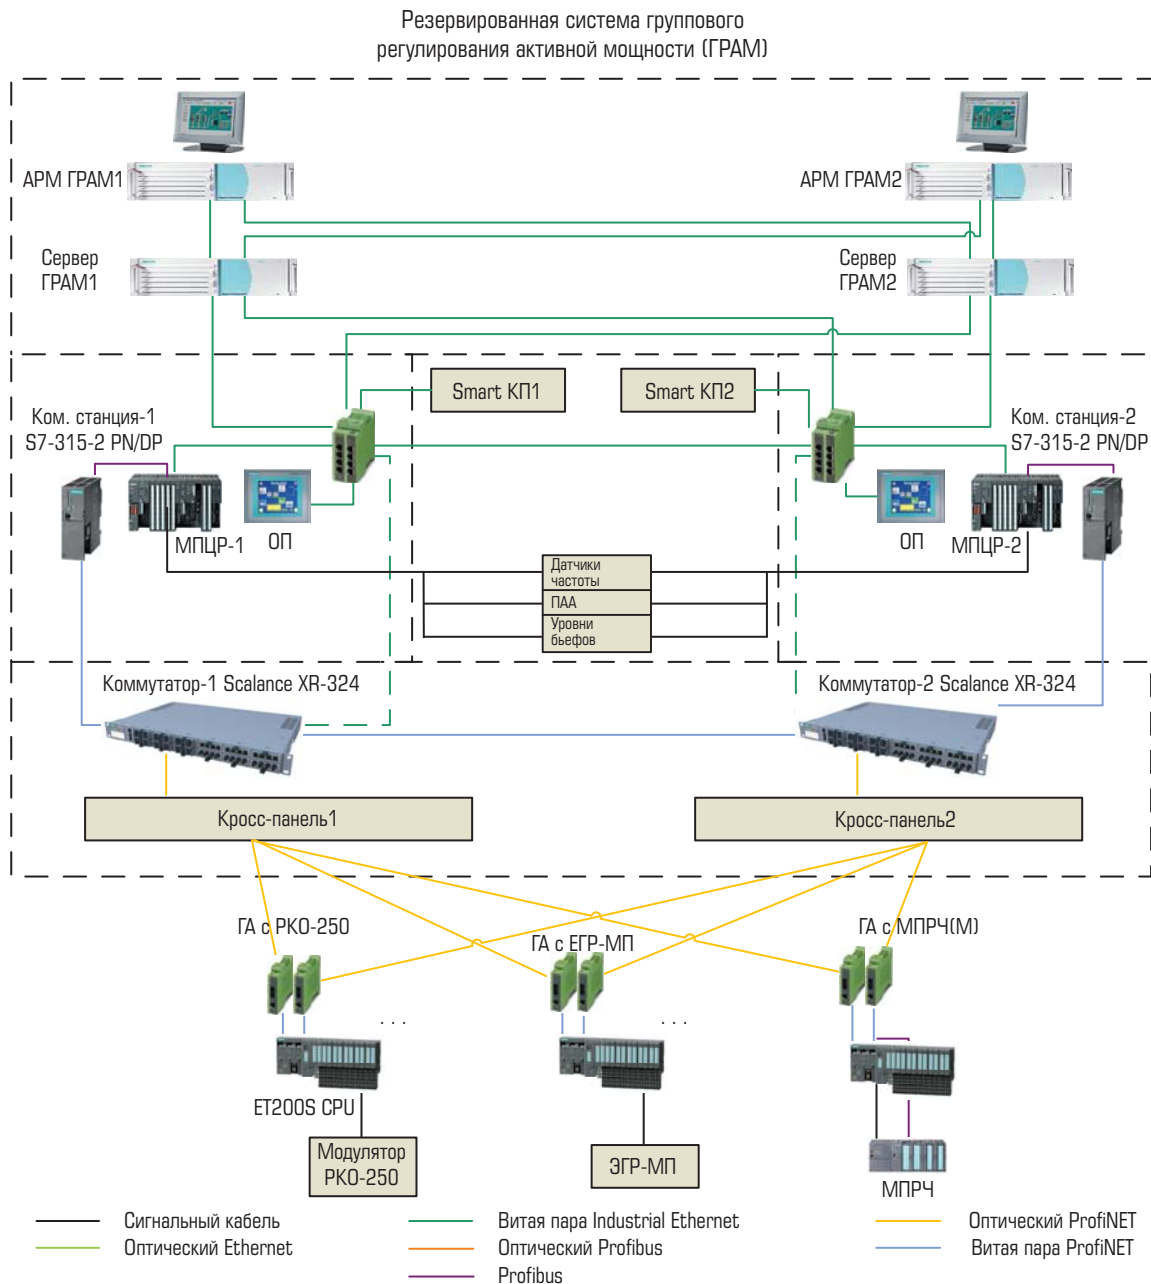 Резервированная система группового
регулирования активной мощности (ГРАМ)
АРМ ГРАМ1
АРМ ГРАМ2
Сервер
ГРАМ1
Сервер
ГРАМ2
Smart КП1
Smart КП2
Ком. станция-1
S7-315-2 PN/DP
Ком. станция-2
S7-315-2 PN/DP
МПЦР-1
ОП
ОП
МПЦР-2
Датчики
частоты
ПАА
Уровни
бьефов
Коммутатор-1 Scalance XR-324
Коммутатор-2 Scalance XR-324
Кросс-панель1
Кросс-панель2
ГА с РКО-250
ГА с ЕГР-МП
ГА с МПРЧ(М)
. . .
. . .
ET200S CPU
Модулятор
РКО-250
ЭГР-МП
МПРЧ
Сигнальный кабель
Оптический Ethernet
Витая пара Industrial Ethernet
Оптический Profibus
Profibus
Оптический ProfiNET
Витая пара ProfiNET